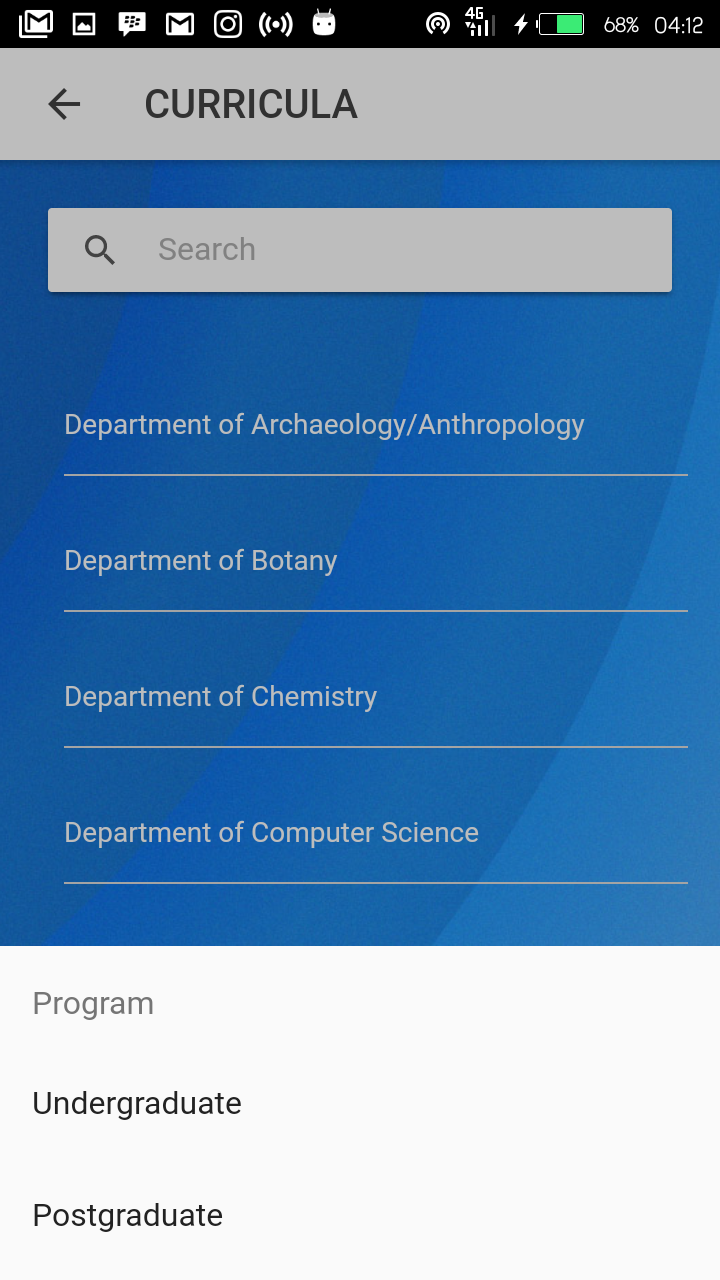 4G
68% 04:12
CURRICULA
Search
Department of Archaeology/Anthropology
Department of Botany
Department of Chemistry
Department of Computer Science
Program
Undergraduate
Postgraduate